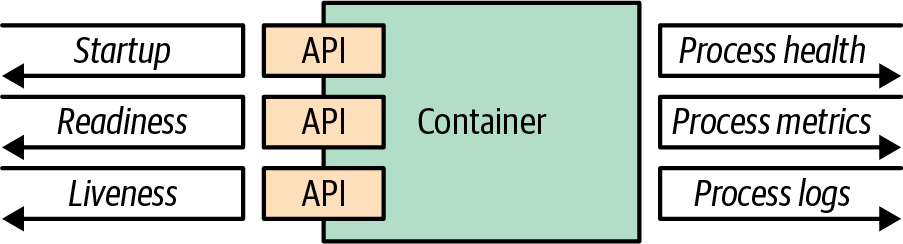 Startup API Process health
Readiness API Container Process metrics
Liveness API Process logs